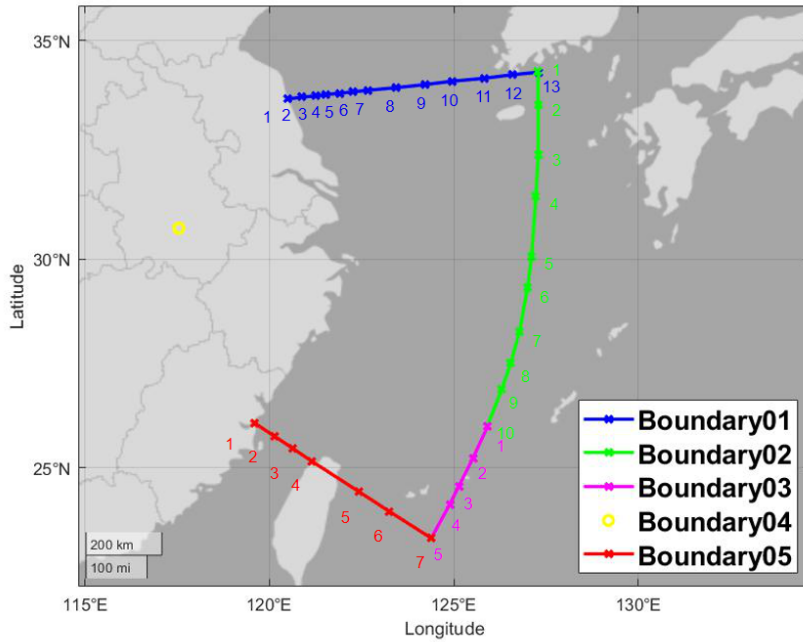 35°N
30°N
25°N
Latitude
115°E
120°E
125°E
130°E
Longitude
200 km
100 mi
1
2
3
4
5
6
7
8
9
10
11
12
13
1
2
3
4
5
6
7
8
9
10
1
2
3
4
5
1
2
3
4
5
6
7
Boundary01
Boundary02
Boundary03
Boundary04
Boundary05